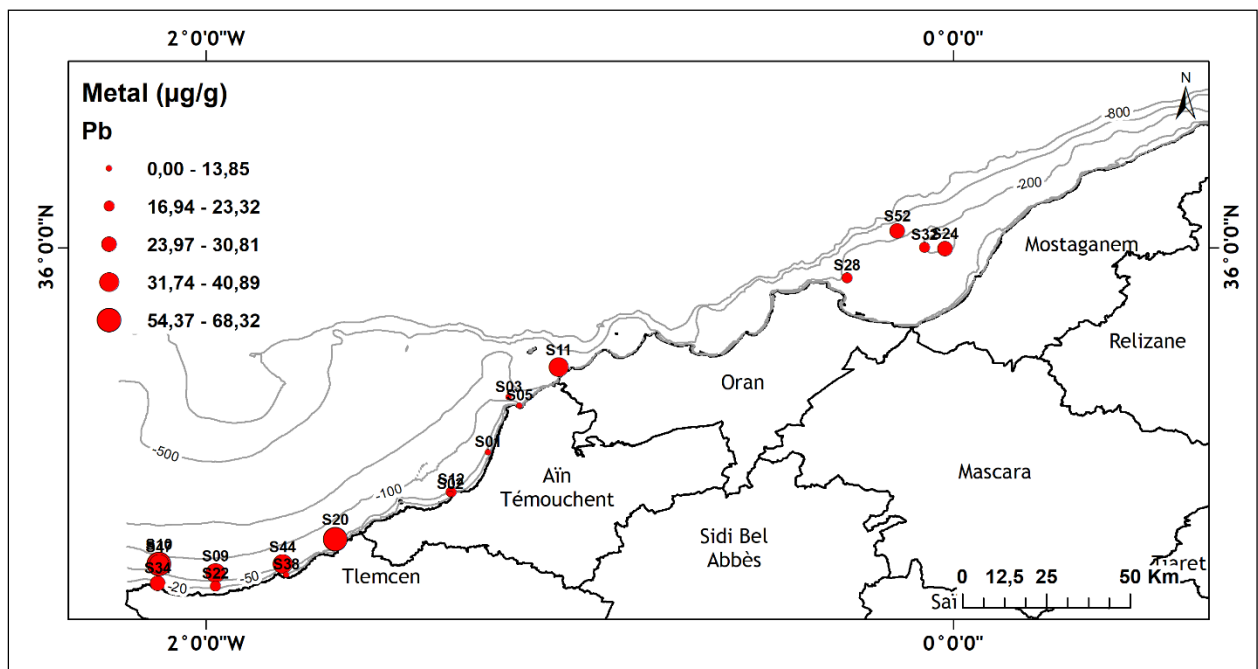 2°0'0"W
0°0'0"
Metal (µg/g)
Pb
0,00 - 13,85
16,94 - 23,32
23,97 - 30,81
31,74 - 40,89
54,37 - 68,32
N
-800
-200
36°0'0"N
36°0'0"N
S52
S32
S24
S28
Mostaganem
Relizane
S11
Oran
S03
S05
-500
S01
Aïn
Témouchent
Mascara
-100
S12
S02
S20
Sidi Bel
Abbès
S47
S09
S44
S34
S22
-50
S38
-20
Tlemcen
0 12,5 25 50 Km
2°0'0"W
0°0'0"